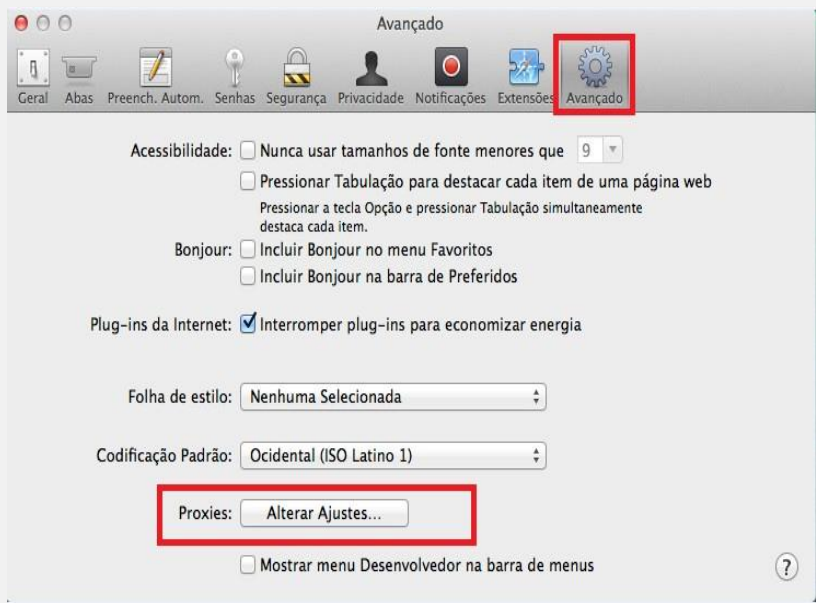 Avançado
Geral Abas Preench. Autom. Senhas Segurança Privacidade Notificações Extensões Avançado
Acessibilidade: Nunca usar tamanhos de fonte menores que 9
Pressionar Tabulação para destacar cada item de uma página web
Pressionar a tecla Opção e pressionar Tabulação simultaneamente
destaca cada item.
Bonjour: Incluir Bonjour no menu Favoritos
Incluir Bonjour na barra de Preferidos
Plug-ins da Internet: Interromper plug-ins para economizar energia
Folha de estilo: Nenhuma Selecionada
Codificação Padrão: Ocidental (ISO Latino 1)
Proxies: Alterar Ajustes...
Mostrar menu Desenvolvedor na barra de menus ?